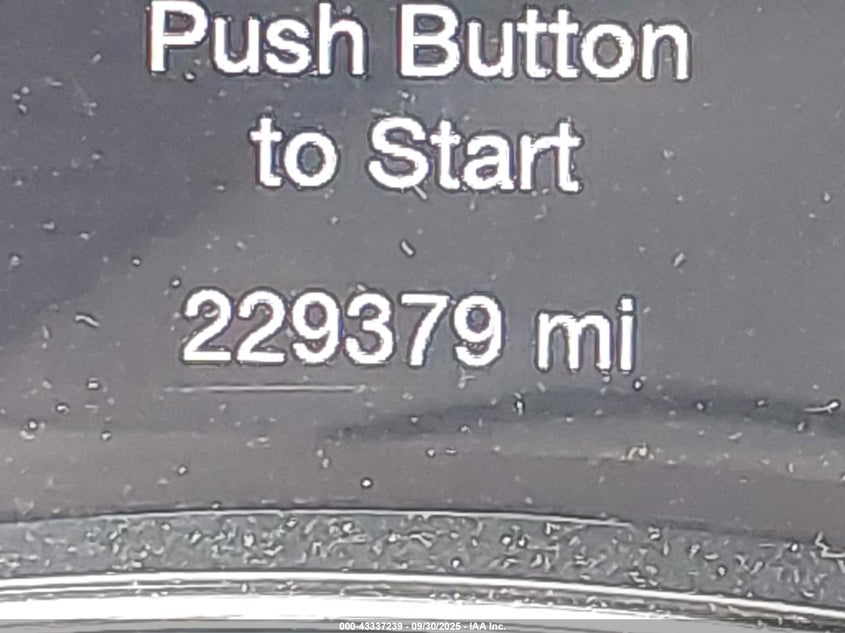 Push Button
to Start
229379 mi
000-43337239 - 09/30/2025 - IAA Inc.